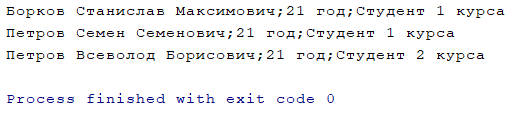 Борков Станислав Максимович;21 год;Студент 1 курса
Петров Семен Семенович;21 год;Студент 1 курса
Петров Всеволод Борисович;21 год;Студент 2 курса
Process finished with exit code 0